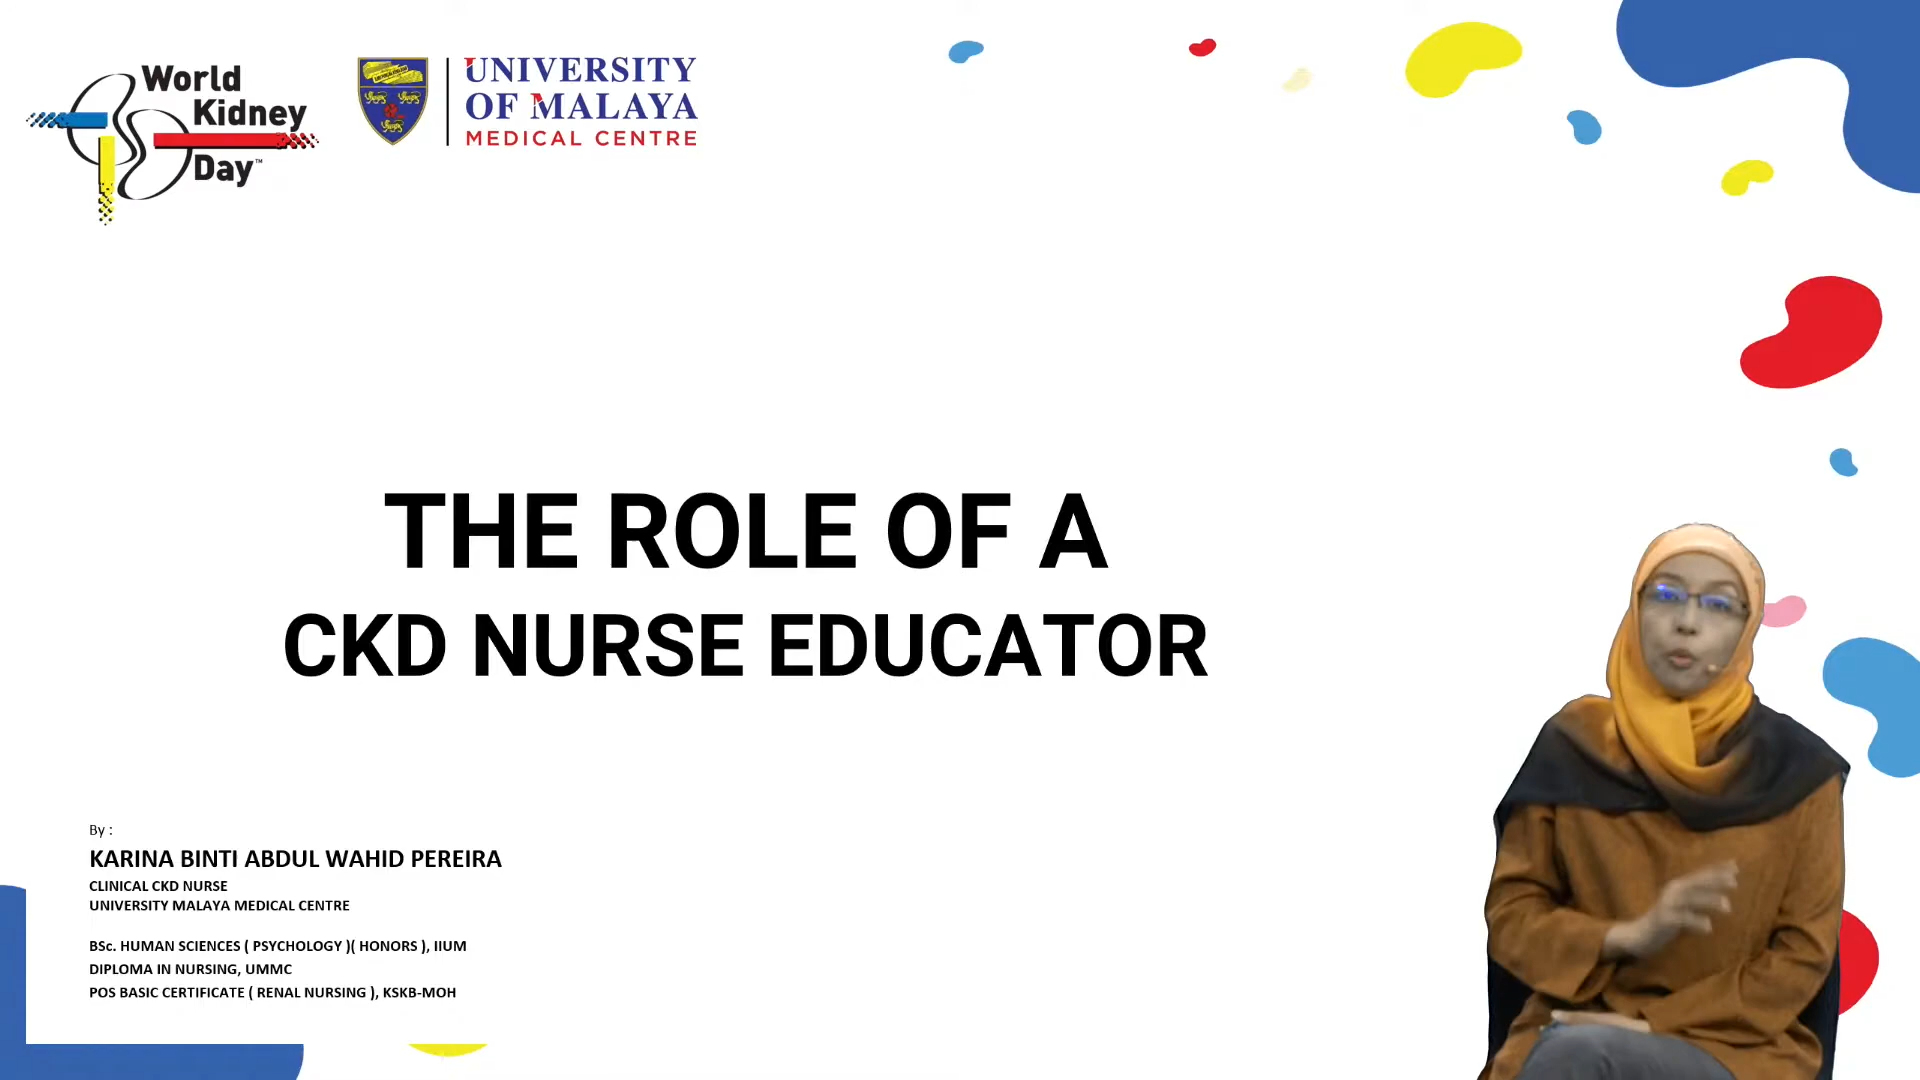 World
Kidney
Day™
UNIVERSITY
OF MALAYA
MEDICAL CENTRE
THE ROLE OF A
CKD NURSE EDUCATOR
By :
KARINA BINTI ABDUL WAHID PEREIRA
CLINICAL CKD NURSE
UNIVERSITY MALAYA MEDICAL CENTRE
BSc. HUMAN SCIENCES ( PSYCHOLOGY )( HONORS ), IIUM
DIPLOMA IN NURSING, UMMC
POS BASIC CERTIFICATE ( RENAL NURSING ), KSKB-MOH